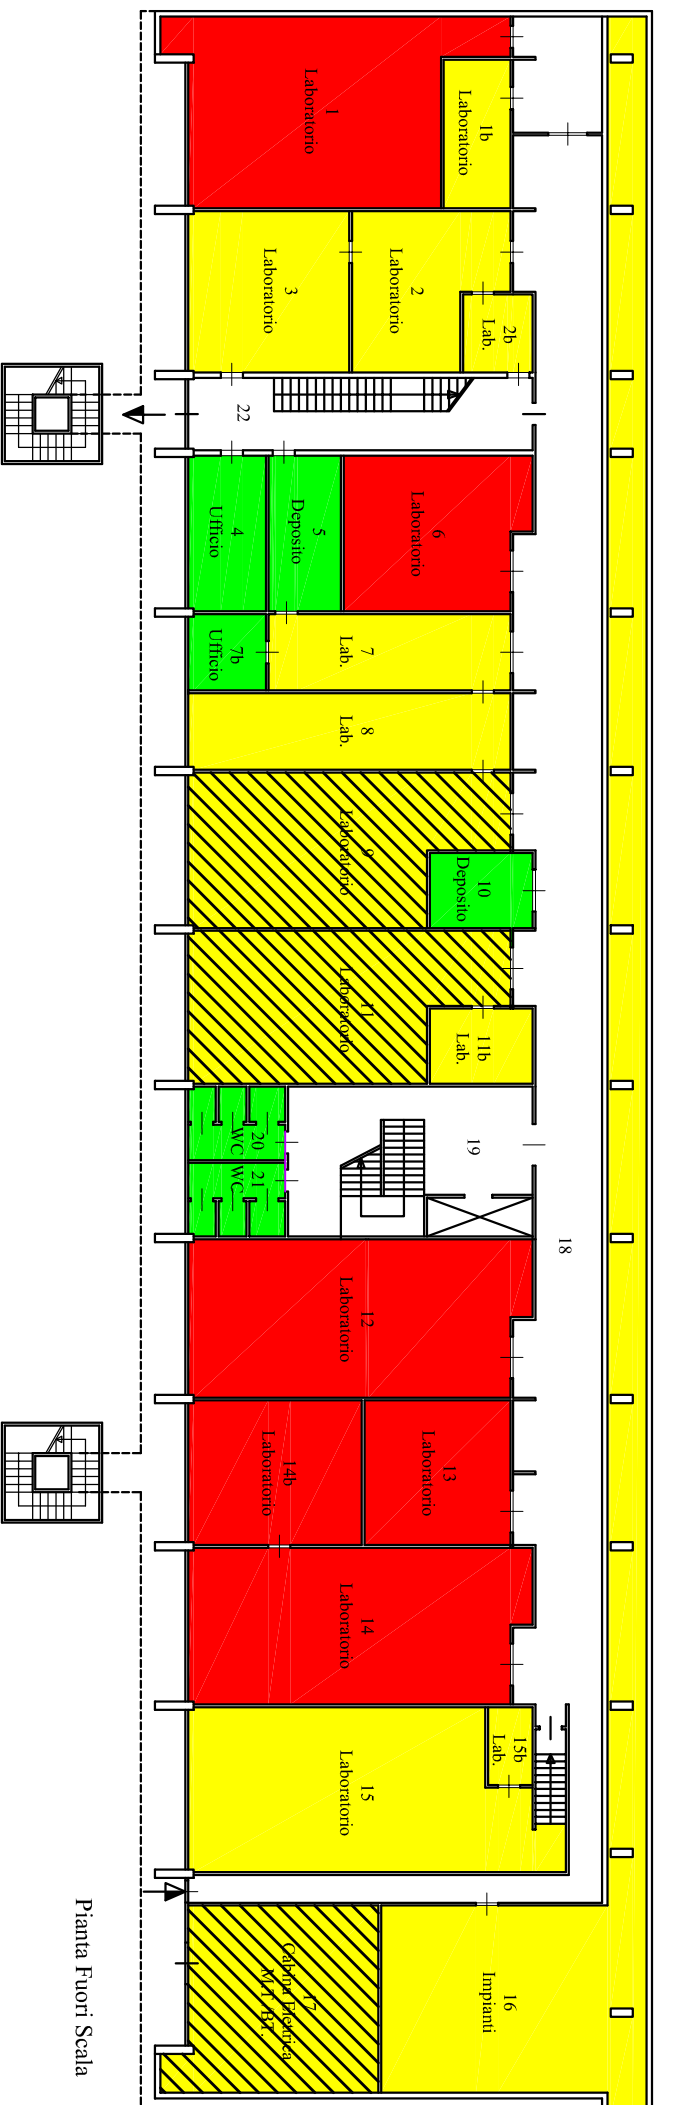 1
Laboratorio
1b
Laboratorio
2
Laboratorio
2b
Lab.
3
Laboratorio
22
4
Ufficio
5
Deposito
6
Laboratorio
7
Lab.
7b
Ufficio
8
Lab.
9
Laboratorio
10
Deposito
11
Laboratorio
11b
Lab.
20
WC
21
WC
19
18
12
Laboratorio
13
Laboratorio
14b
Laboratorio
14
Laboratorio
15b
Lab.
15
Laboratorio
16
Impianti
17
Cabina Elettrica
M.T./BT.
Pianta Fuori Scala